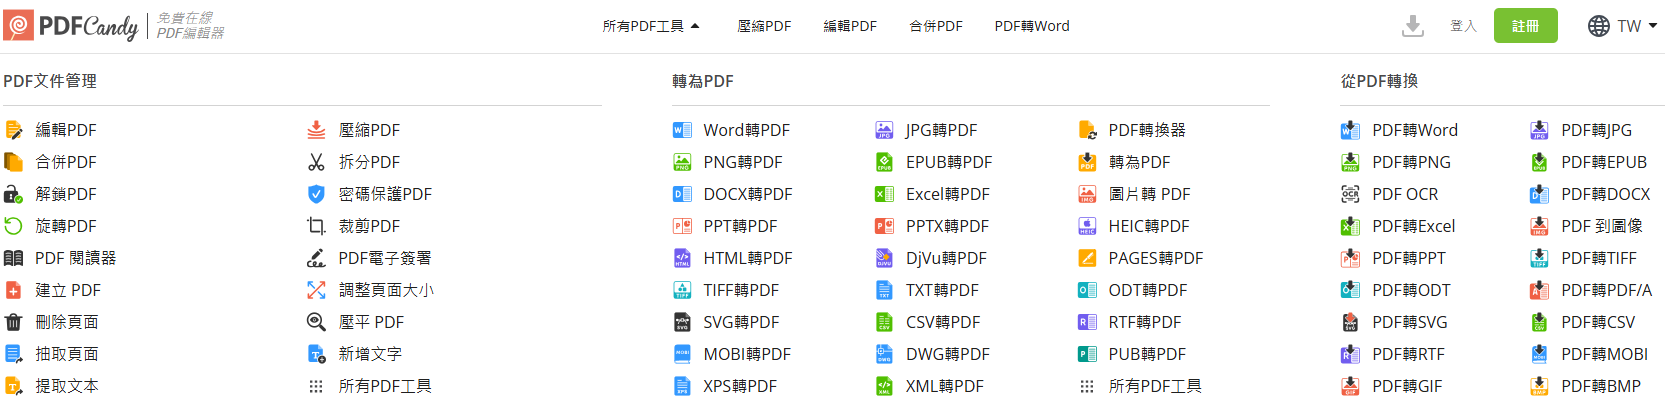 PDFCandy
免費在線
PDF編輯器
所有PDF工具
壓縮PDF
編輯PDF
合併PDF
PDF轉Word
登入
註冊
TW
PDF文件管理
編輯PDF
壓縮PDF
合併PDF
拆分PDF
解鎖PDF
密碼保護PDF
旋轉PDF
裁剪PDF
PDF 閱讀器
PDF電子簽署
建立 PDF
調整頁面大小
刪除頁面
壓平 PDF
抽取頁面
新增文字
提取文本
所有PDF工具
轉為PDF
Word轉PDF
JPG轉PDF
PDF轉換器
PNG轉PDF
EPUB轉PDF
轉為PDF
DOCX轉PDF
Excel轉PDF
圖片轉 PDF
PPT轉PDF
PPTX轉PDF
HEIC轉PDF
HTML轉PDF
DjVu轉PDF
PAGES轉PDF
TIFF轉PDF
TXT轉PDF
ODT轉PDF
SVG轉PDF
CSV轉PDF
RTF轉PDF
MOBI轉PDF
DWG轉PDF
PUB轉PDF
XPS轉PDF
XML轉PDF
所有PDF工具
從PDF轉換
PDF轉Word
PDF轉JPG
PDF轉PNG
PDF轉EPUB
PDF OCR
PDF轉DOCX
PDF轉Excel
PDF 到圖像
PDF轉PPT
PDF轉TIFF
PDF轉ODT
PDF轉PDF/A
PDF轉SVG
PDF轉CSV
PDF轉RTF
PDF轉MOBI
PDF轉GIF
PDF轉BMP